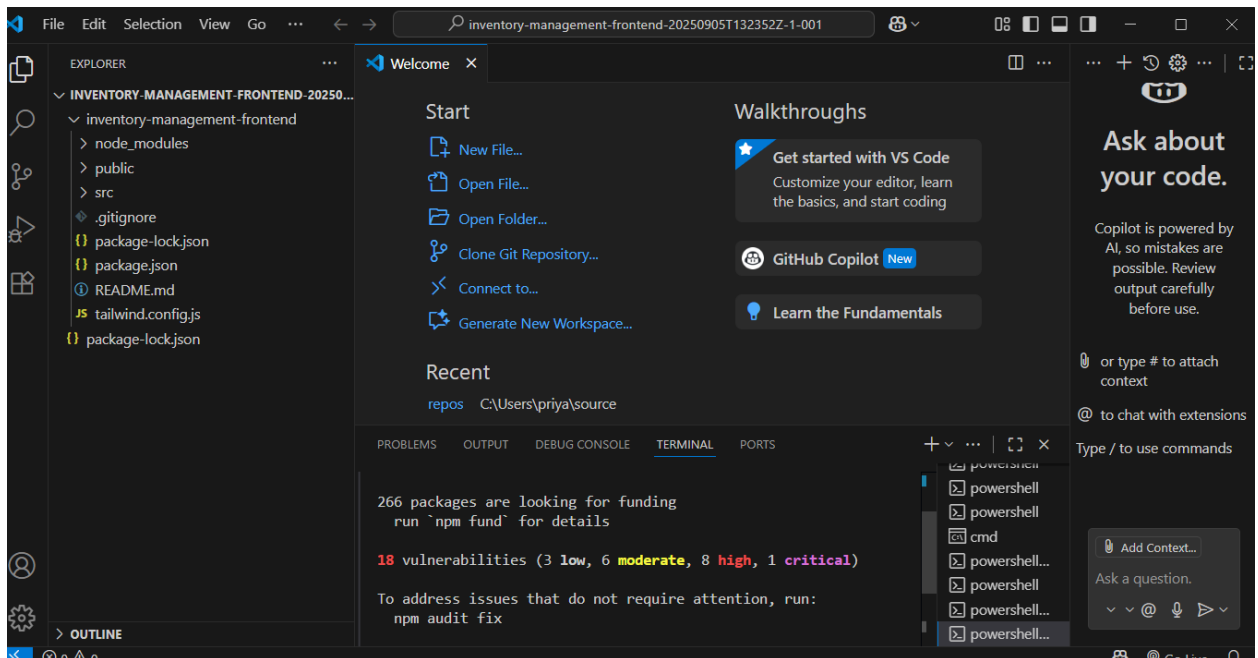 File Edit Selection View Go ··· inventory-management-frontend-20250905T132352Z-1-001
EXPLORER ···
INVENTORY-MANAGEMENT-FRONTEND-20250...
inventory-management-frontend
node_modules
public
src
.gitignore
{} package-lock.json
{} package.json
README.md
JS tailwind.config.js
{} package-lock.json
OUTLINE
Welcome
Start
New File...
Open File...
Open Folder...
Clone Git Repository...
Connect to...
Generate New Workspace...
Recent
repos C:\Users\priya\source
Walkthroughs
Get started with VS Code
Customize your editor, learn
the basics, and start coding
GitHub Copilot New
Learn the Fundamentals
PROBLEMS OUTPUT DEBUG CONSOLE TERMINAL PORTS
266 packages are looking for funding
run `npm fund` for details
18 vulnerabilities (3 low, 6 moderate, 8 high, 1 critical)
To address issues that do not require attention, run:
npm audit fix
powershell
powershell
powershell
cmd
powershell...
powershell
powershell...
powershell...
Ask about
your code.
Copilot is powered by
AI, so mistakes are
possible. Review
output carefully
before use.
or type # to attach
context
@ to chat with extensions
Type / to use commands
Add Context...
Ask a question.
0 0
Go Live